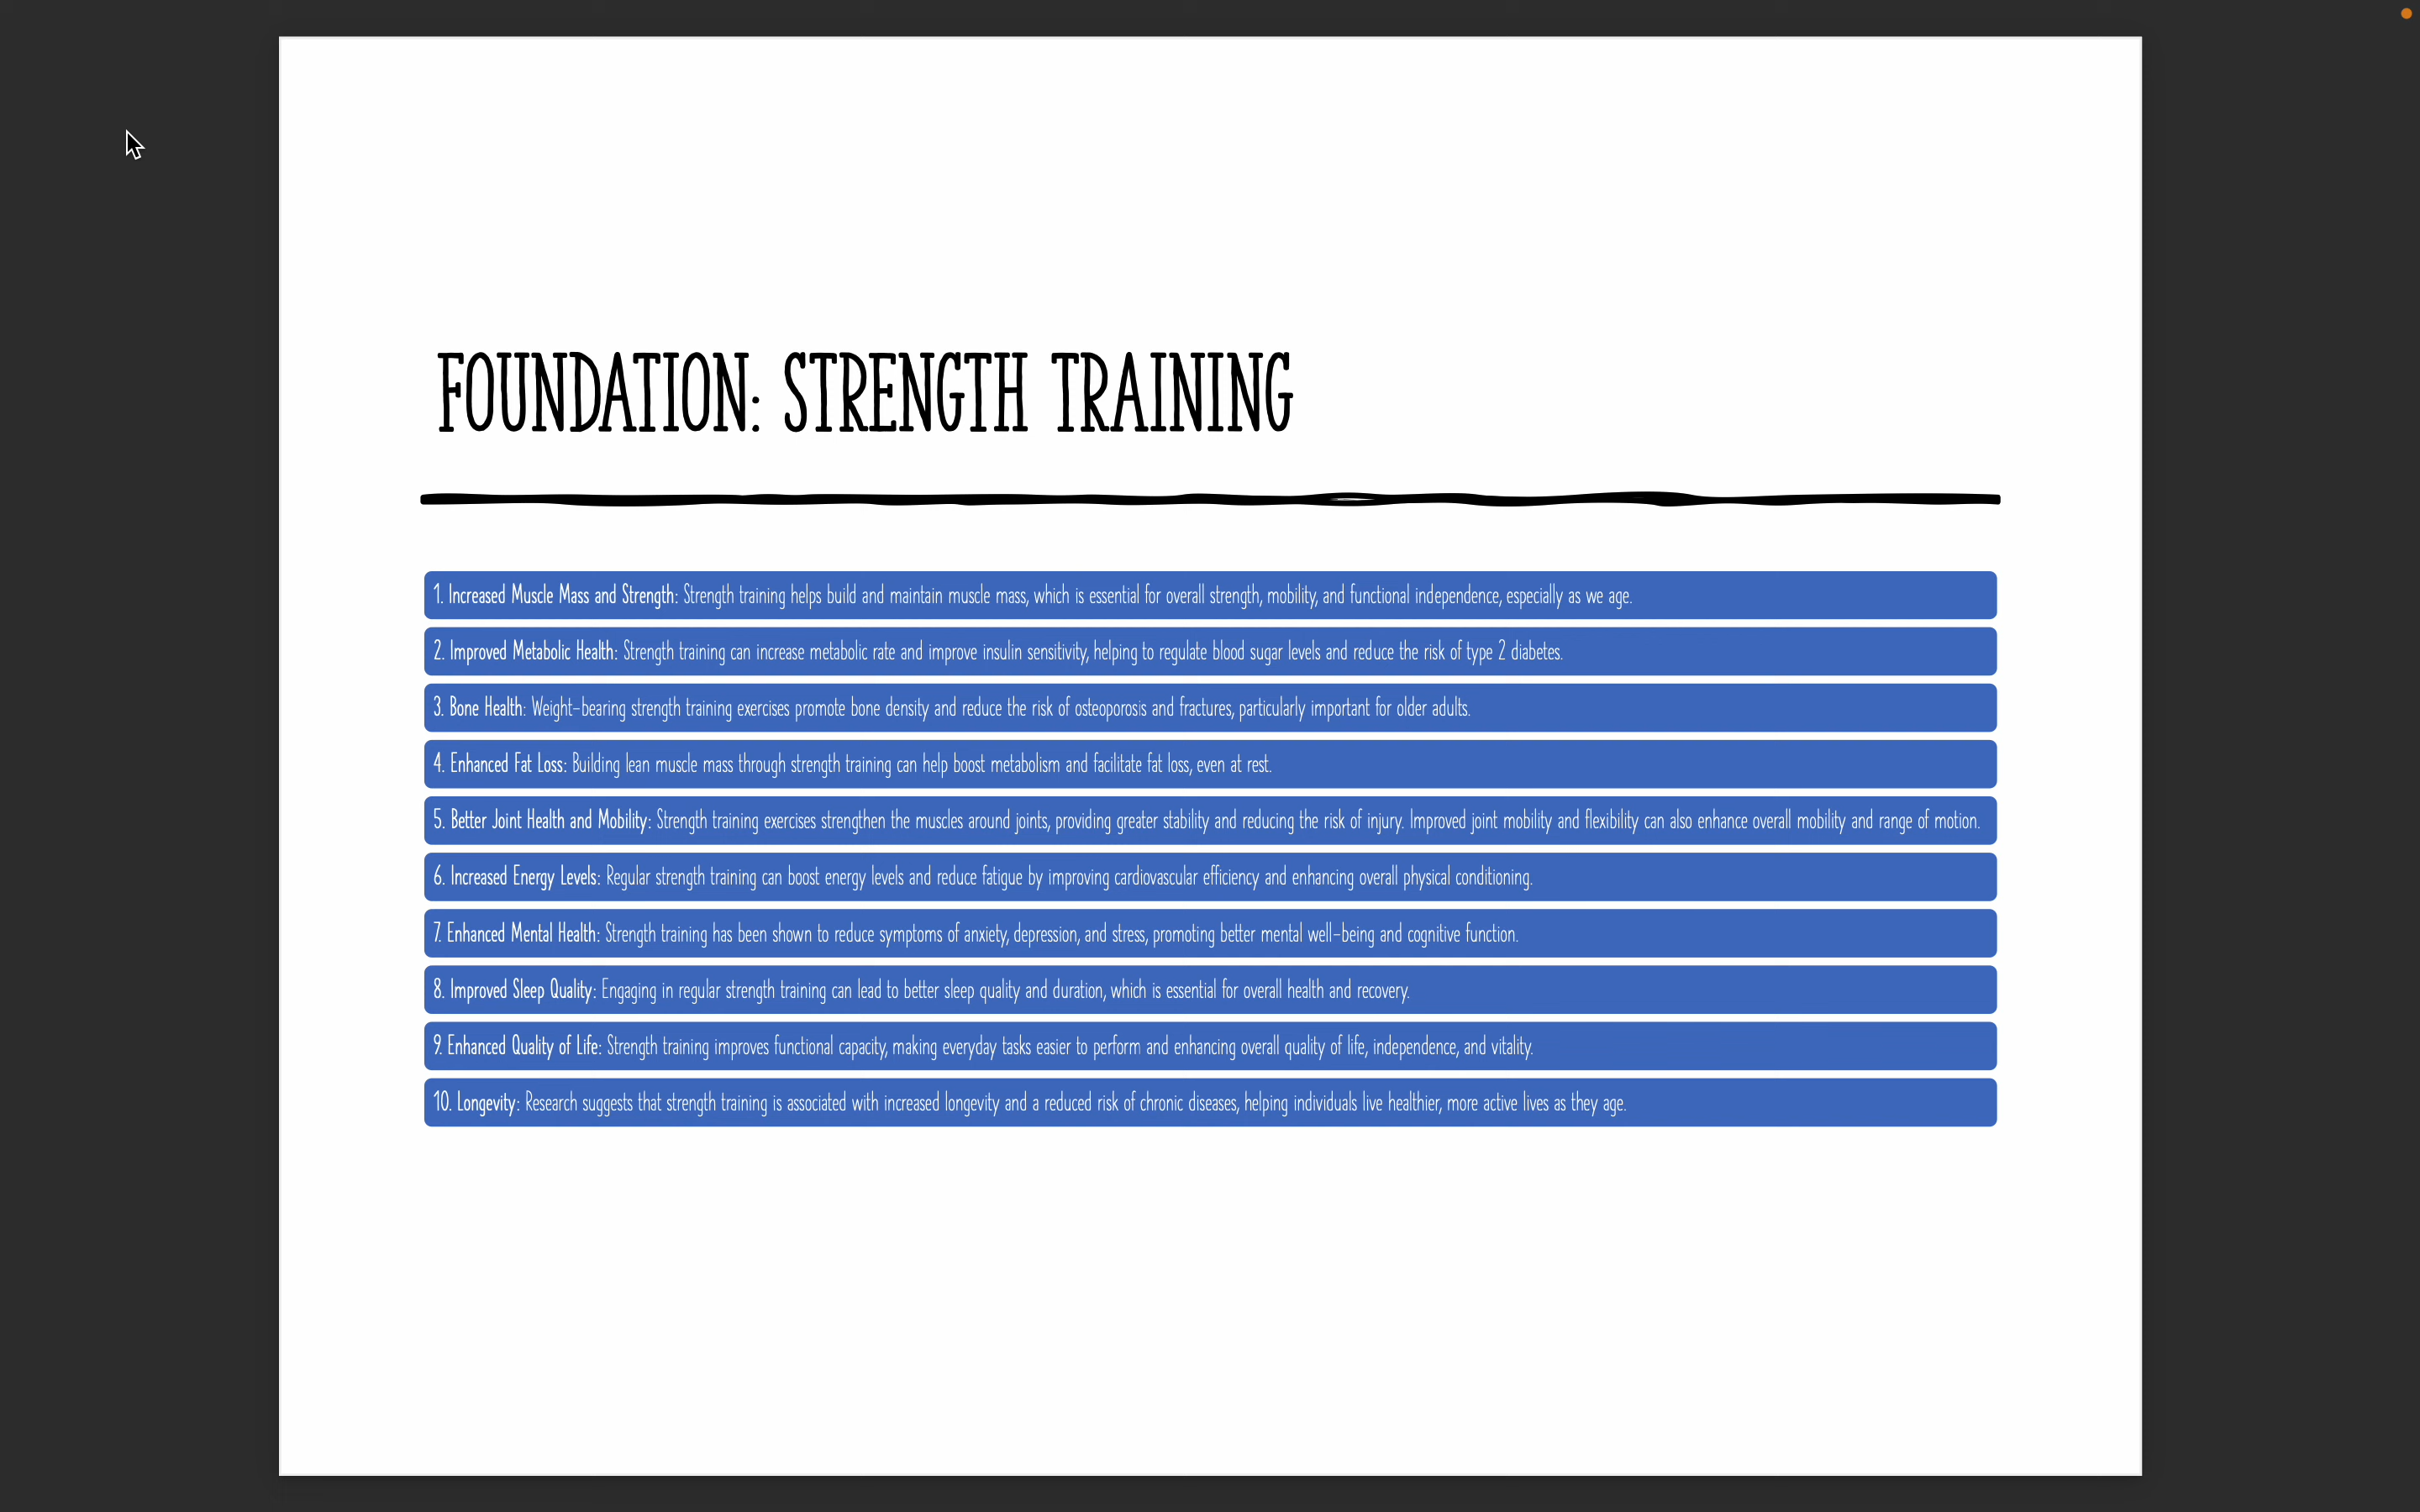 FOUNDATION: STRENGTH TRAINING
1. Increased Muscle Mass and Strength: Strength training helps build and maintain muscle mass, which is essential for overall strength, mobility, and functional independence, especially as we age.
2. Improved Metabolic Health: Strength training can increase metabolic rate and improve insulin sensitivity, helping to regulate blood sugar levels and reduce the risk of type 2 diabetes.
3. Bone Health: Weight-bearing strength training exercises promote bone density and reduce the risk of osteoporosis and fractures, particularly important for older adults.
4. Enhanced Fat Loss: Building lean muscle mass through strength training can help boost metabolism and facilitate fat loss, even at rest.
5. Better Joint Health and Mobility: Strength training exercises strengthen the muscles around joints, providing greater stability and reducing the risk of injury. Improved joint mobility and flexibility can also enhance overall mobility and range of motion.
6. Increased Energy Levels: Regular strength training can boost energy levels and reduce fatigue by improving cardiovascular efficiency and enhancing overall physical conditioning.
7. Enhanced Mental Health: Strength training has been shown to reduce symptoms of anxiety, depression, and stress, promoting better mental well-being and cognitive function.
8. Improved Sleep Quality: Engaging in regular strength training can lead to better sleep quality and duration, which is essential for overall health and recovery.
9. Enhanced Quality of Life: Strength training improves functional capacity, making everyday tasks easier to perform and enhancing overall quality of life, independence, and vitality.
10. Longevity: Research suggests that strength training is associated with increased longevity and a reduced risk of chronic diseases, helping individuals live healthier, more active lives as they age.